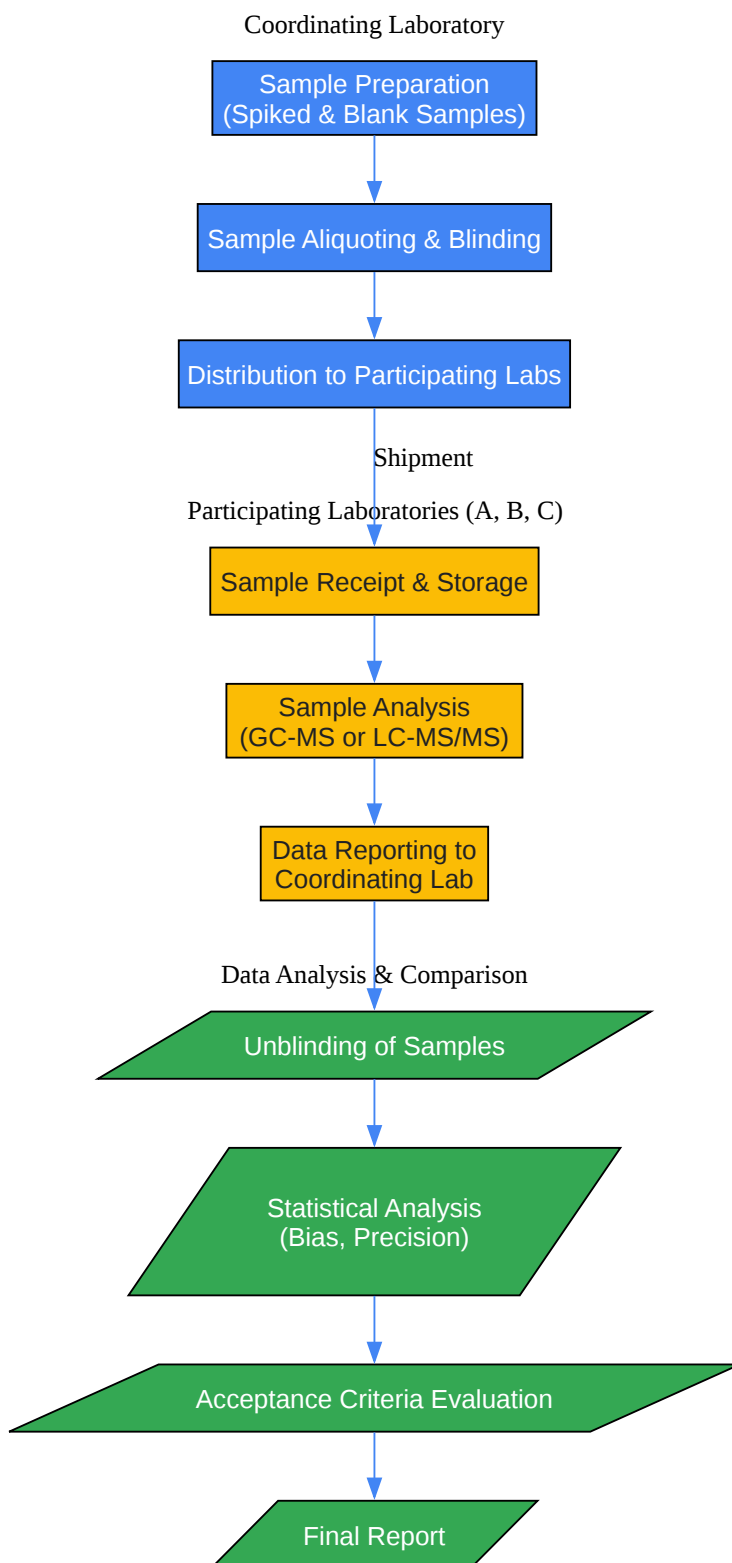 Coordinating Laboratory
Sample Preparation
(Spiked & Blank Samples)
Sample Aliquoting & Blinding
Distribution to Participating Labs
Shipment
Participating Laboratories (A, B, C)
Sample Receipt & Storage
Sample Analysis
(GC-MS or LC-MS/MS)
Data Reporting to
Coordinating Lab
Data Analysis & Comparison
Unblinding of Samples
Statistical Analysis
(Bias, Precision)
Acceptance Criteria Evaluation
Final Report